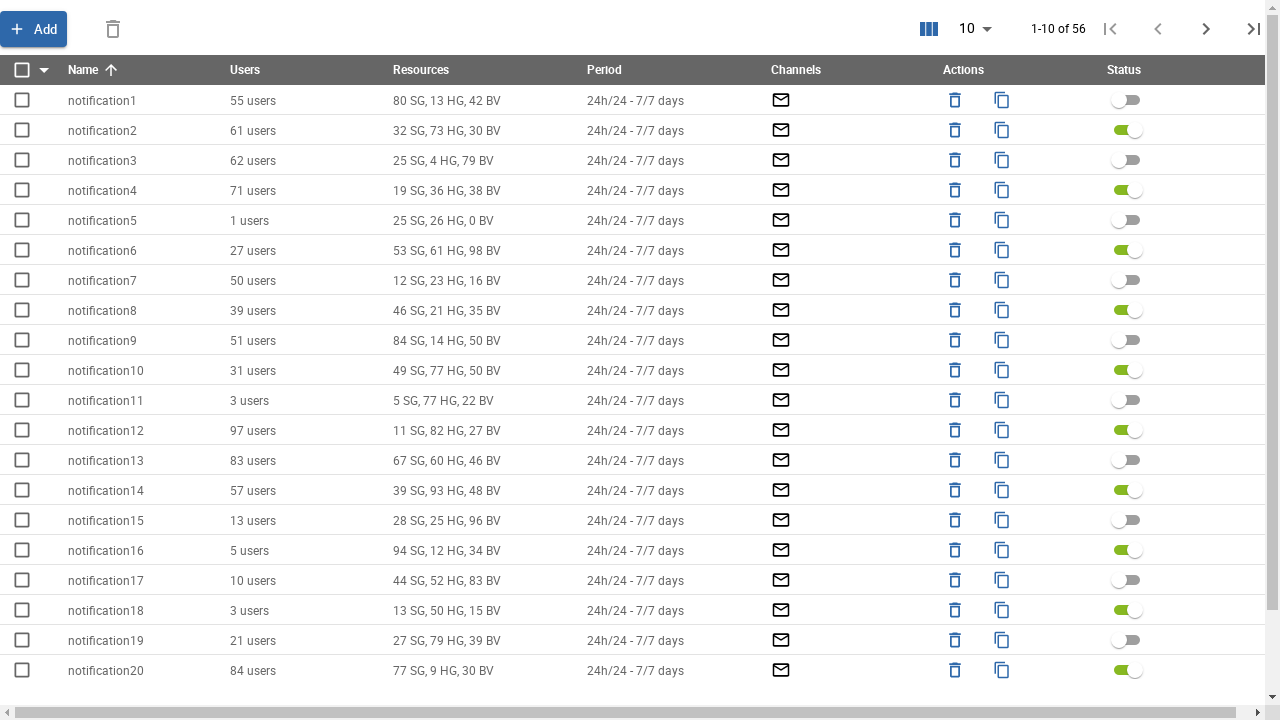 Add 10 1-10 of 56
Name Users Resources Period Channels Actions Status
notification1 55 users 80 SG, 13 HG, 42 BV 24h/24 - 7/7 days
notification2 61 users 32 SG, 73 HG, 30 BV 24h/24 - 7/7 days
notification3 62 users 25 SG, 4 HG, 79 BV 24h/24 - 7/7 days
notification4 71 users 19 SG, 36 HG, 38 BV 24h/24 - 7/7 days
notification5 1 users 25 SG, 26 HG, 0 BV 24h/24 - 7/7 days
notification6 27 users 53 SG, 61 HG, 98 BV 24h/24 - 7/7 days
notification7 50 users 12 SG, 23 HG, 16 BV 24h/24 - 7/7 days
notification8 39 users 46 SG, 21 HG, 35 BV 24h/24 - 7/7 days
notification9 51 users 84 SG, 14 HG, 50 BV 24h/24 - 7/7 days
notification10 31 users 49 SG, 77 HG, 50 BV 24h/24 - 7/7 days
notification11 3 users 5 SG, 77 HG, 22 BV 24h/24 - 7/7 days
notification12 97 users 11 SG, 82 HG, 27 BV 24h/24 - 7/7 days
notification13 83 users 67 SG, 60 HG, 46 BV 24h/24 - 7/7 days
notification14 57 users 39 SG, 93 HG, 48 BV 24h/24 - 7/7 days
notification15 13 users 28 SG, 25 HG, 96 BV 24h/24 - 7/7 days
notification16 5 users 94 SG, 12 HG, 34 BV 24h/24 - 7/7 days
notification17 10 users 44 SG, 52 HG, 83 BV 24h/24 - 7/7 days
notification18 3 users 13 SG, 50 HG, 15 BV 24h/24 - 7/7 days
notification19 21 users 27 SG, 79 HG, 39 BV 24h/24 - 7/7 days
notification20 84 users 77 SG, 9 HG, 30 BV 24h/24 - 7/7 days